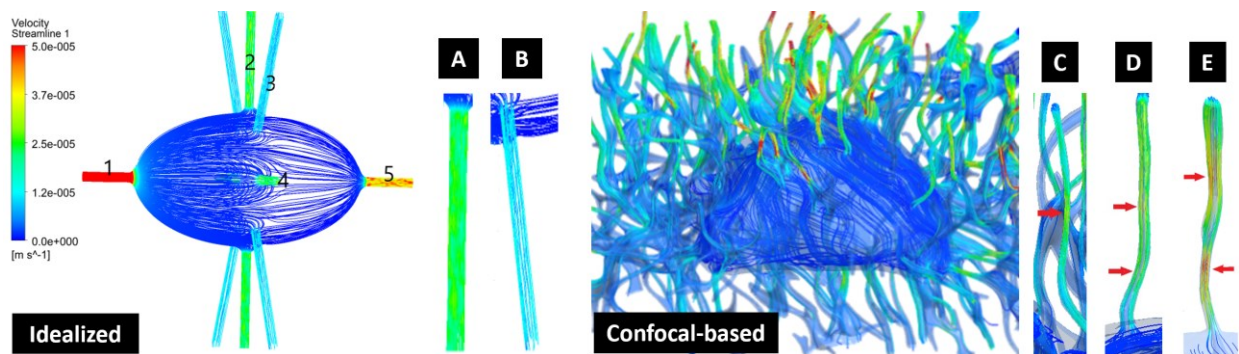 Velocity
Streamline 1
5.0e-005
3.7e-005
2.5e-005
1.2e-005
0.0e+000
[m s^-1]
1
2
3
4
5
Idealized
A
B
Confocal-based
C
D
E